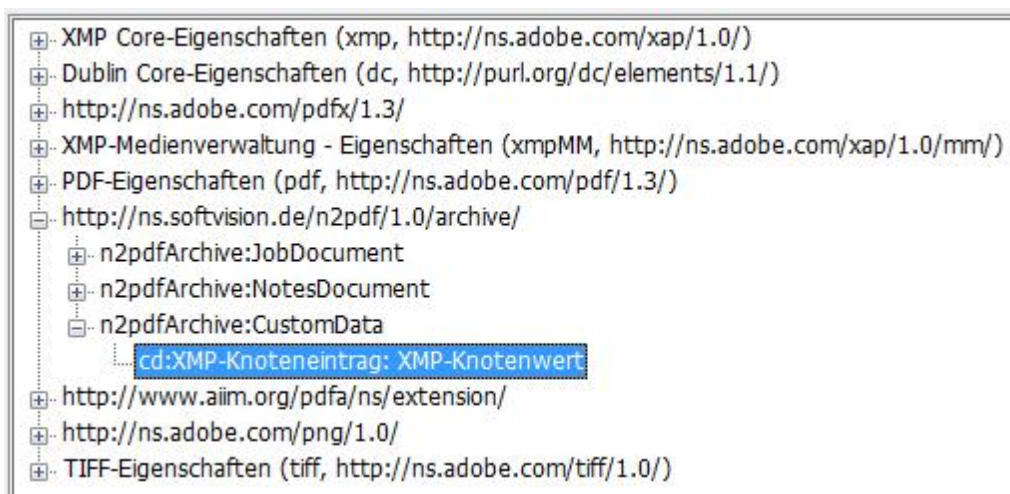 XMP Core-Eigenschaften (xmp, http://ns.adobe.com/xap/1.0/)
Dublin Core-Eigenschaften (dc, http://purl.org/dc/elements/1.1/)
http://ns.adobe.com/pdfx/1.3/
XMP-Medienverwaltung - Eigenschaften (xmpMM, http://ns.adobe.com/xap/1.0/mm/)
PDF-Eigenschaften (pdf, http://ns.adobe.com/pdf/1.3/)
http://ns.softvision.de/n2pdf/1.0/archive/
n2pdfArchive:JobDocument
n2pdfArchive:NotesDocument
n2pdfArchive:CustomData
cd:XMP-Knoteneintrag: XMP-Knotenwert
http://www.aiim.org/pdfa/ns/extension/
http://ns.adobe.com/png/1.0/
TIFF-Eigenschaften (tiff, http://ns.adobe.com/tiff/1.0/)